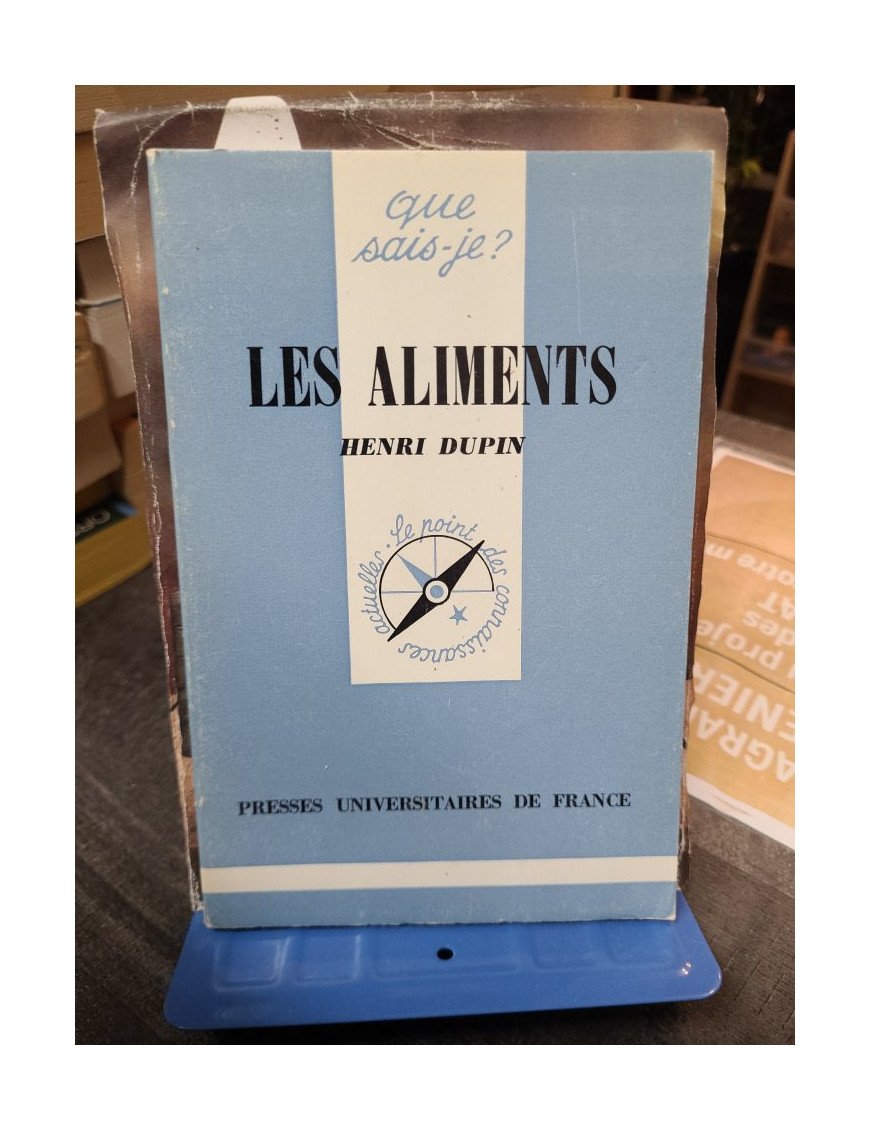 que
sais-je?
LES ALIMENTS
HENRI DUPIN
Le point des connaissances actuelles.
PRESSES UNIVERSITAIRES DE FRANCE